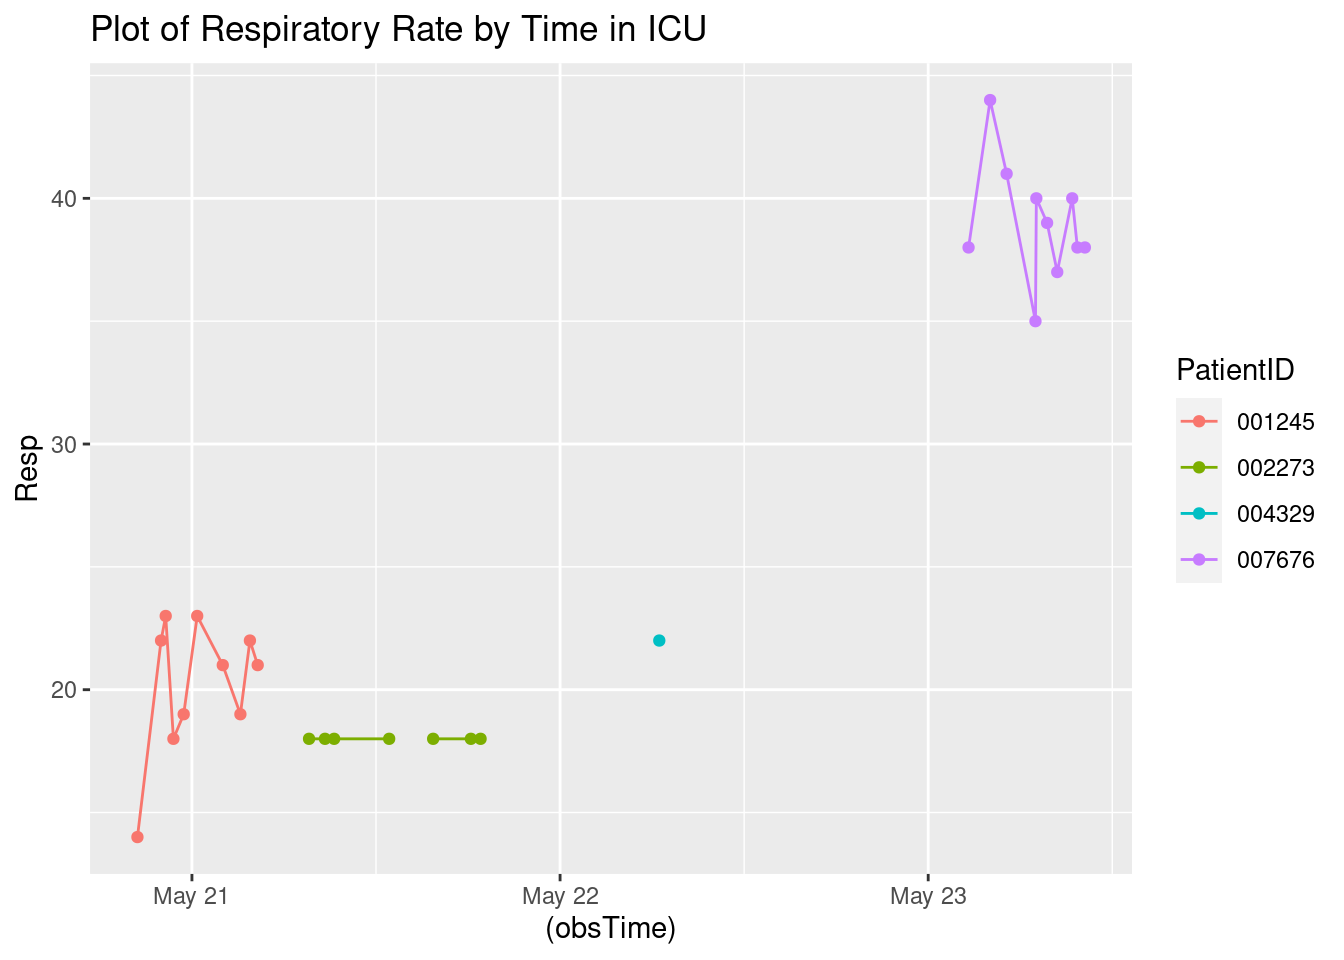 Plot of Respiratory Rate by Time in ICU
Resp
40
30
20
May 21
May 22
May 23
(obsTime)
PatientID
001245
002273
004329
007676